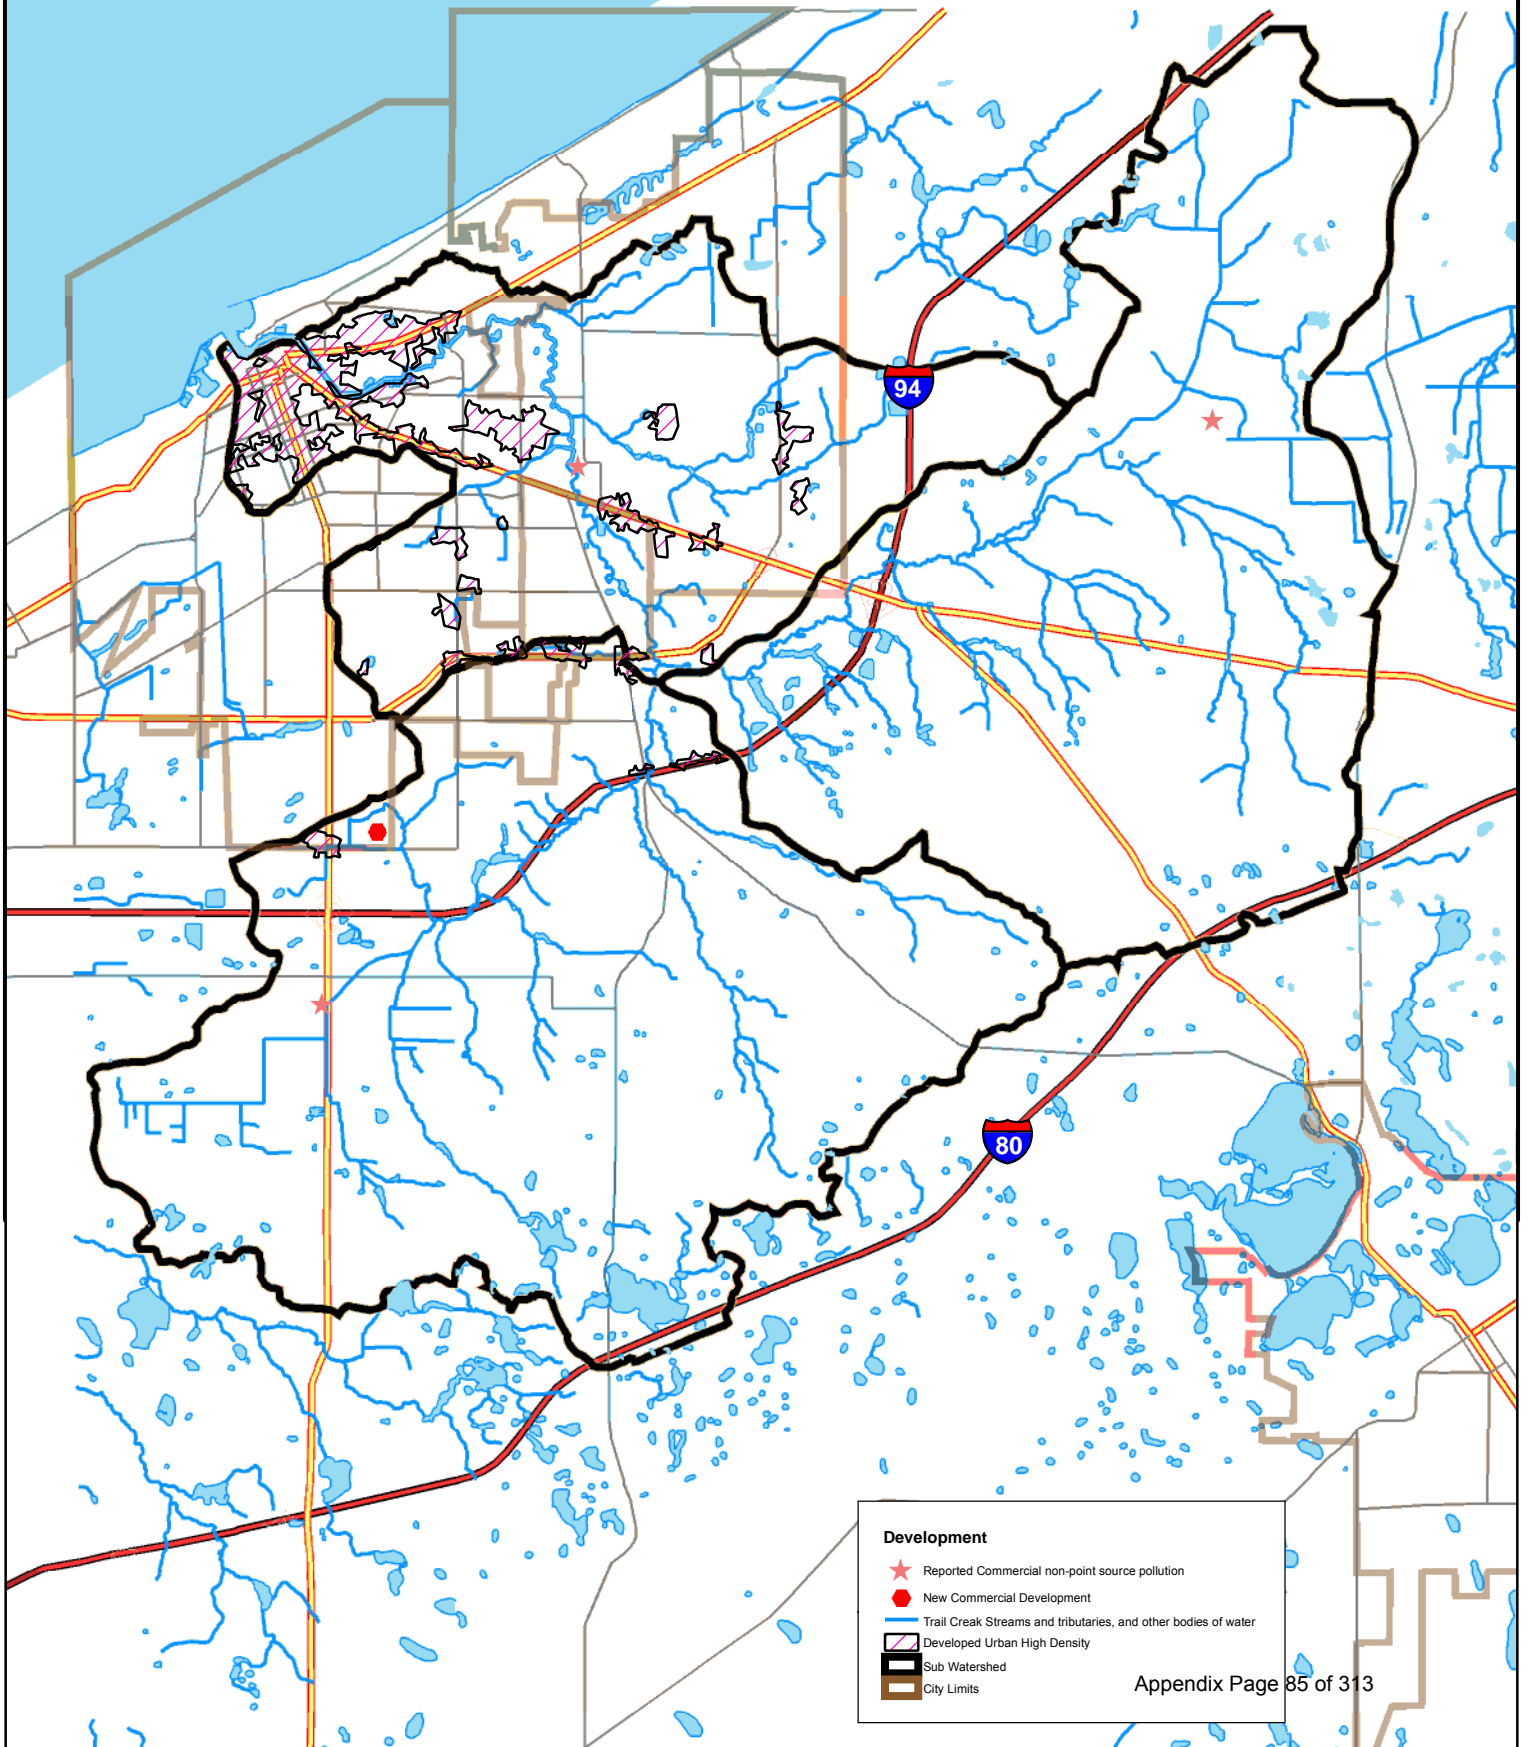 94
80
Development
Reported Commercial non-point source pollution
New Commercial Development
Trail Creak Streams and tributaries, and other bodies of water
Developed Urban High Density
Sub Watershed
City Limits
Appendix Page 85 of 313